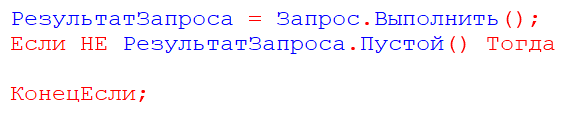 РезультатЗапроса = Запрос.Выполнить();
Если НЕ РезультатЗапроса.Пустой() Тогда
КонецЕсли;